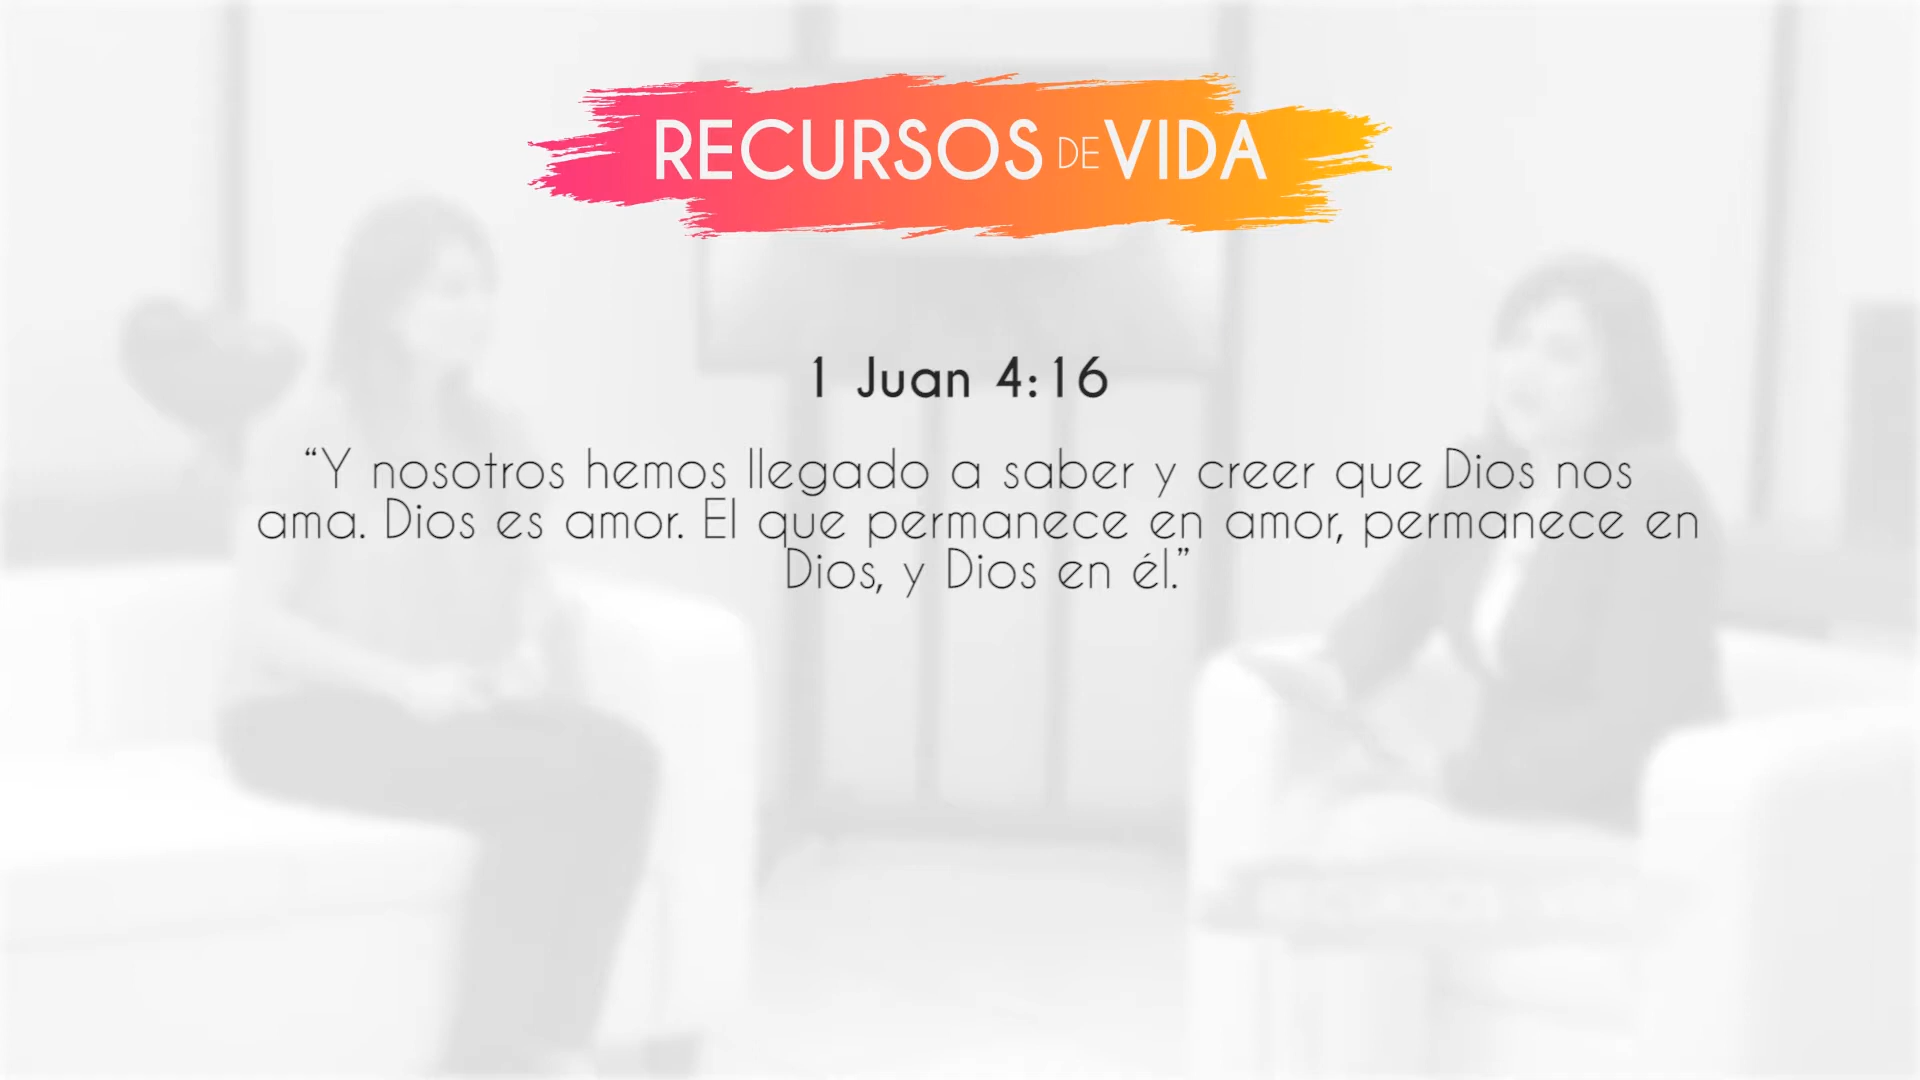 RECURSOS DE VIDA
1 Juan 4:16
“Y nosotros hemos llegado a saber y creer que Dios nos
ama. Dios es amor. El que permanece en amor, permanece en
Dios, y Dios en él.”